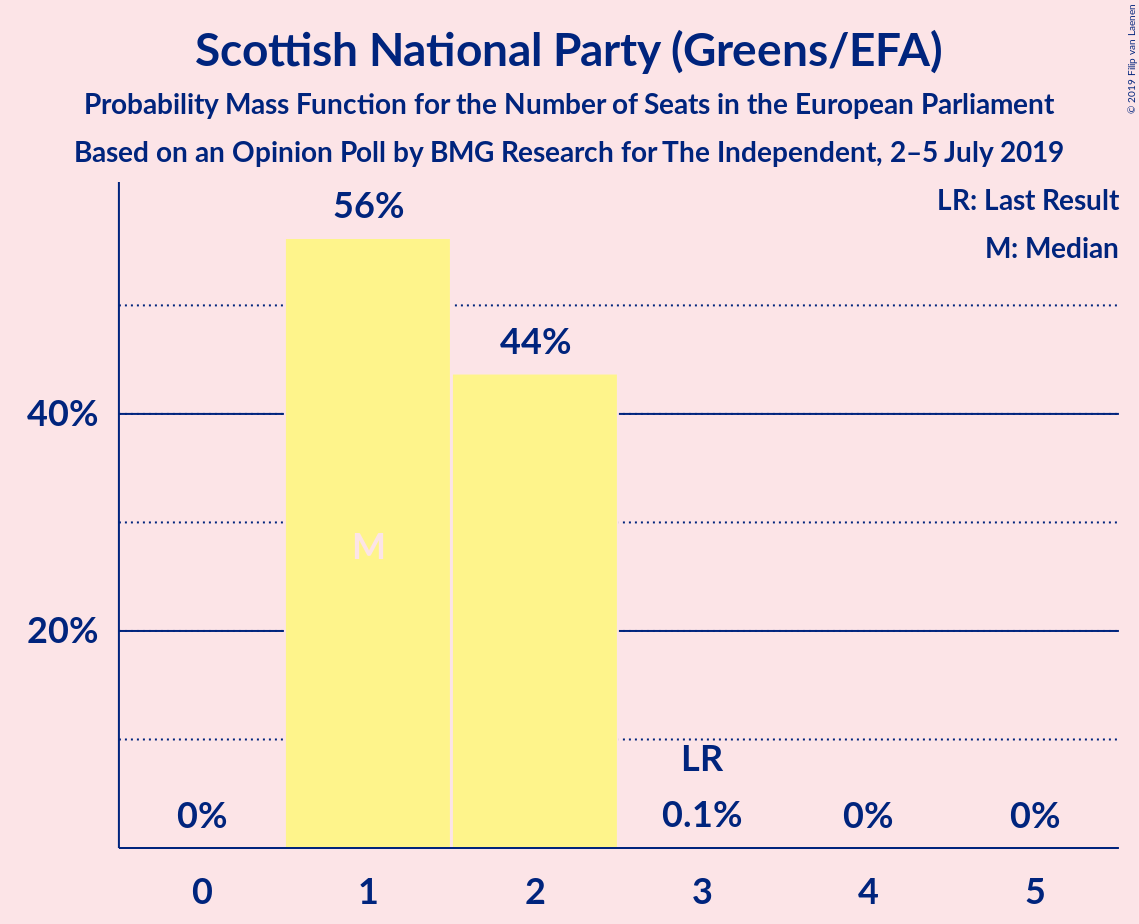 Scottish National Party (Greens/EFA)
Probability Mass Function for the Number of Seats in the European Parliament
Based on an Opinion Poll by BMG Research for The Independent, 2–5 July 2019
© 2019 Filip van Laenen
LR: Last Result
M: Median
56%
44%
40%
M
20%
LR
0%
0.1%
0%
0%
0 1 2 3 4 5